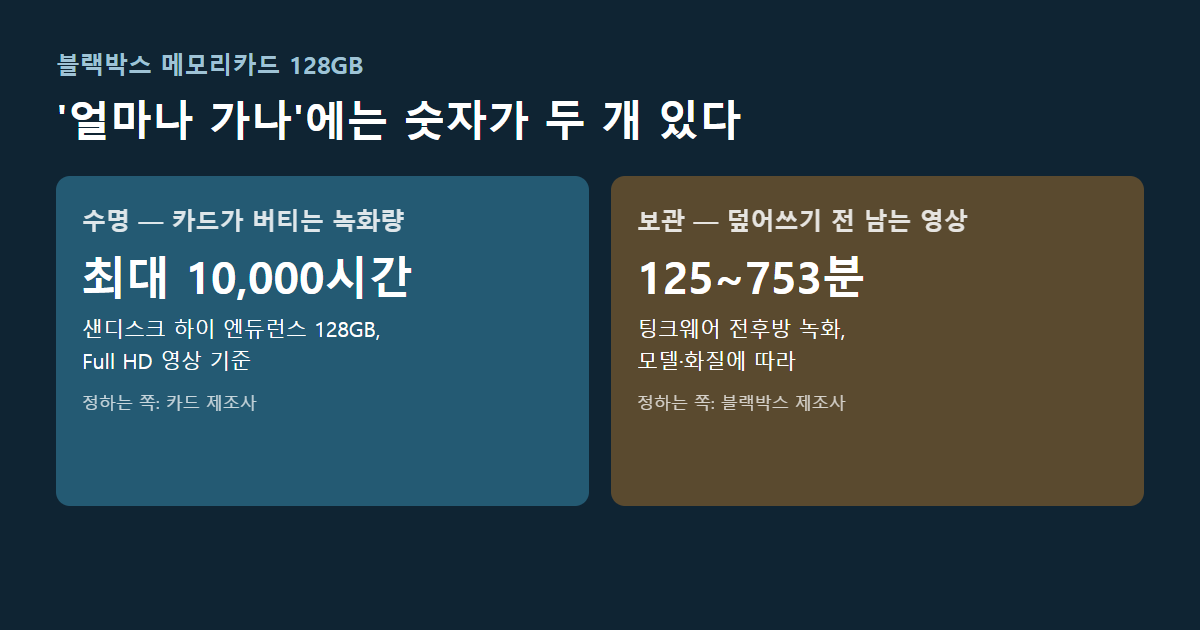 블랙박스 메모리카드 128GB
'얼마나 가나'에는 숫자가 두 개 있다
수명 — 카드가 버티는 녹화량
최대 10,000시간
샌디스크 하이 엔듀런스 128GB,
Full HD 영상 기준
정하는 쪽: 카드 제조사
보관 — 덮어쓰기 전 남는 영상
125~753분
팅크웨어 전후방 녹화,
모델·화질에 따라
정하는 쪽: 블랙박스 제조사